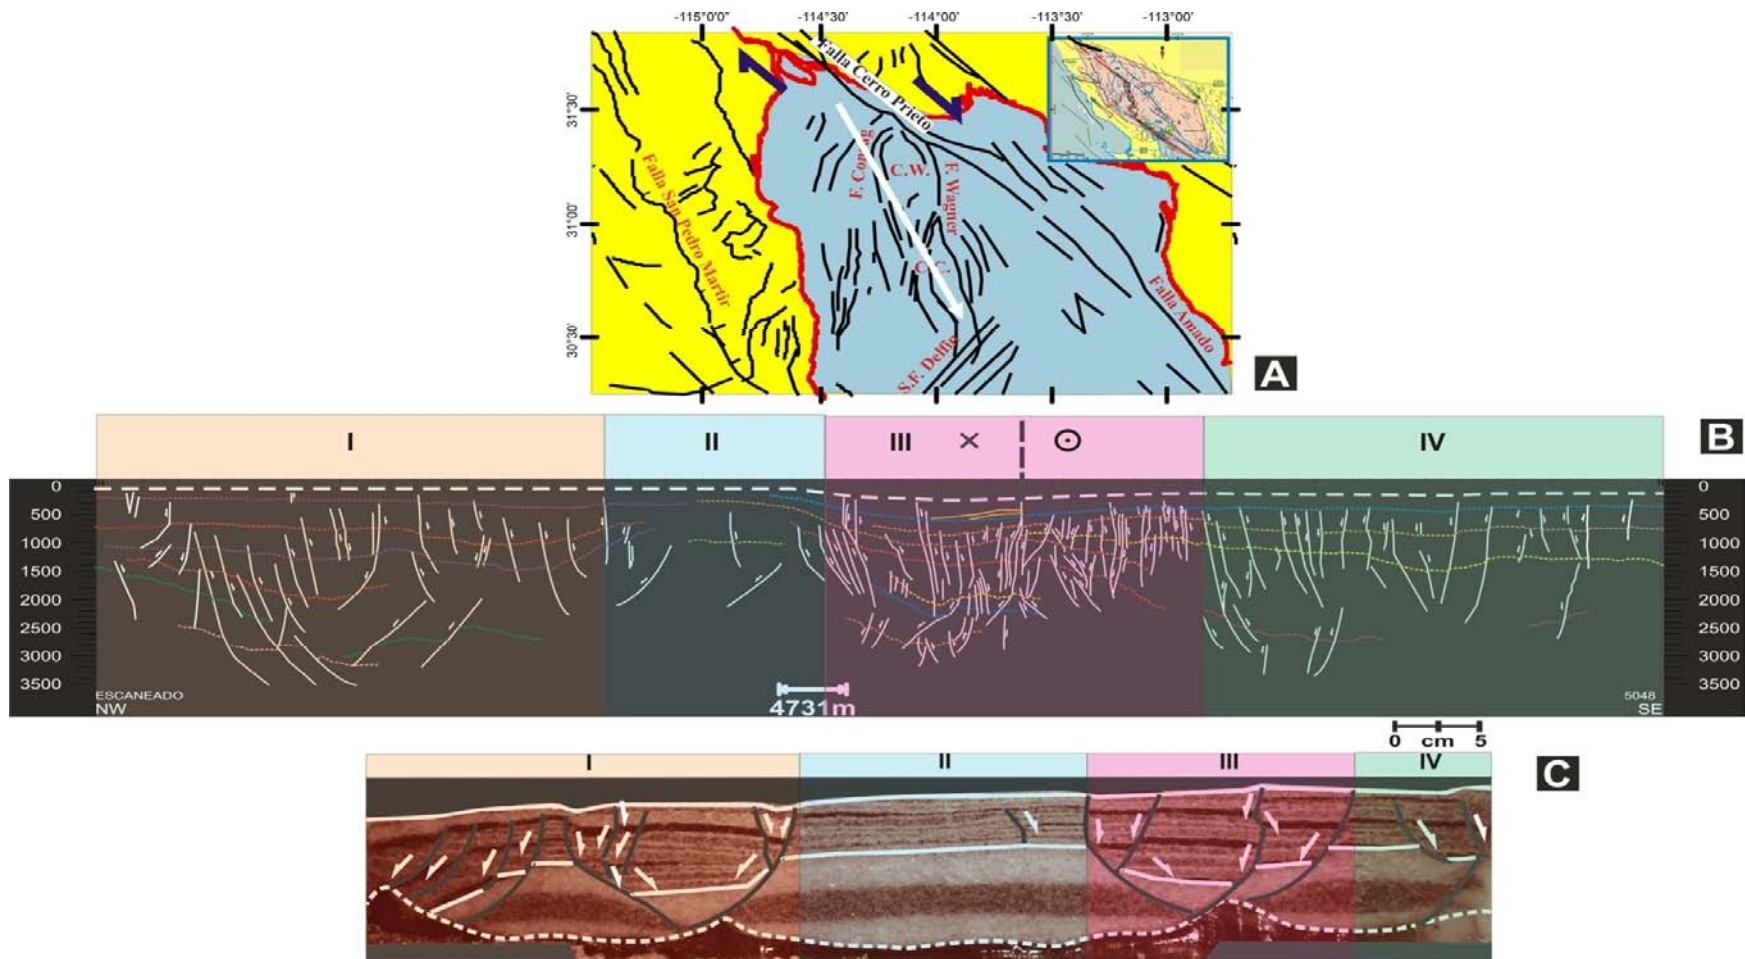 -115°0'0" -114°30' -114°00' -113°30' -113°00'
31°30'
31°00'
30°30'
Falla Cerro Prieto
Falla San Pedro Martir
C.W.
F. Wagner
S.F. Delfin
Falla Amado
A
I II III × ⊙ IV
B
0 0
500 500
1000 1000
1500 1500
2000 2000
2500 2500
3000 3000
3500 3500
ESCANEADO
NW
4731m
5048
SE
0 cm 5
I II III IV
C